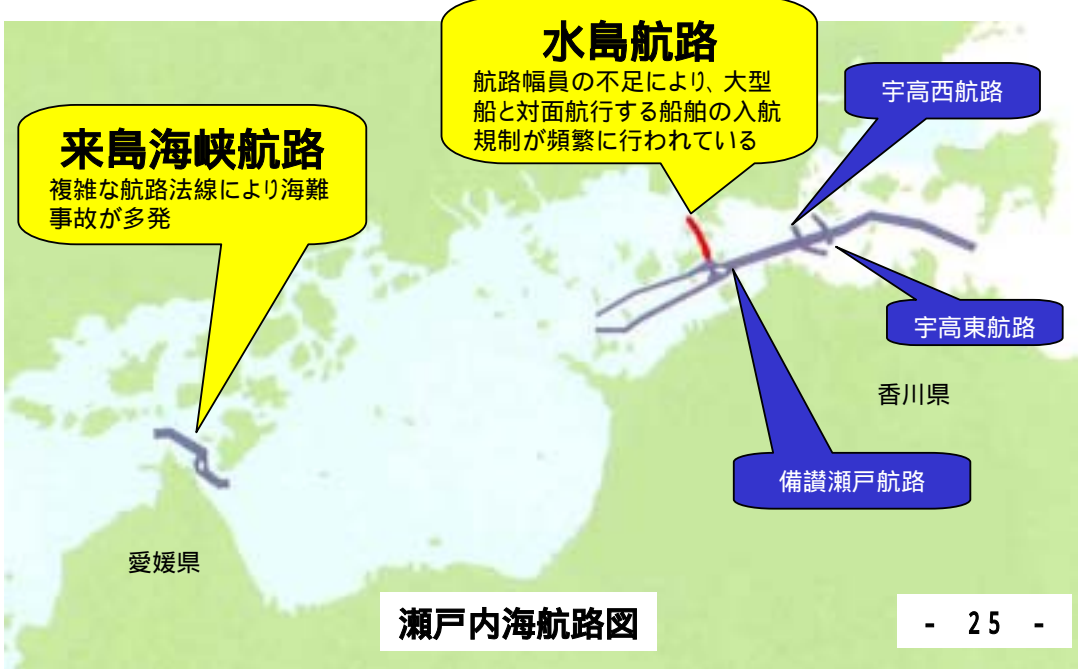 水島航路
航路幅員の不足により、大型
船と対面航行する船舶の入航
規制が頻繁に行われている
宇高西航路
来島海峡航路
複雑な航路法線により海難
事故が多発
宇高東航路
香川県
備讃瀬戸航路
愛媛県
瀬戸内海航路図
- 25 -